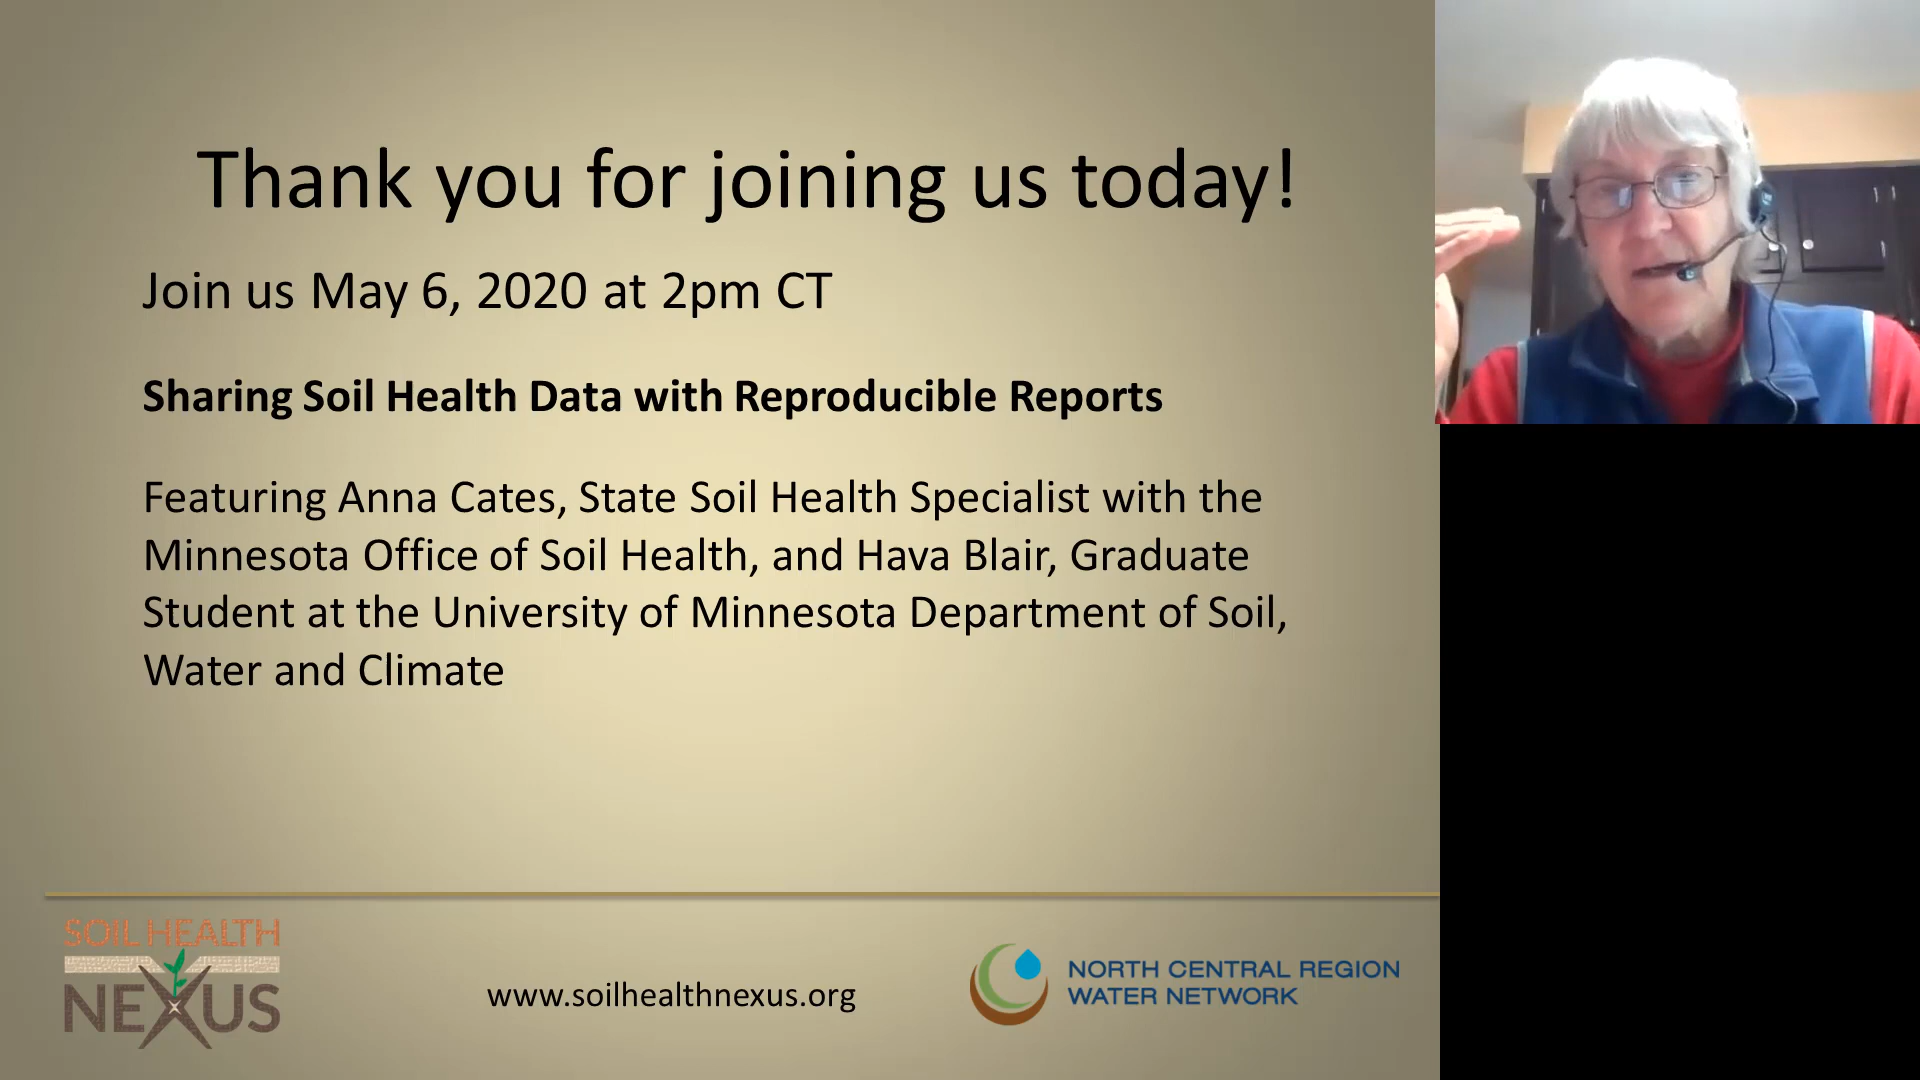 Thank you for joining us today!
Join us May 6, 2020 at 2pm CT
Sharing Soil Health Data with Reproducible Reports
Featuring Anna Cates, State Soil Health Specialist with the
Minnesota Office of Soil Health, and Hava Blair, Graduate
Student at the University of Minnesota Department of Soil,
Water and Climate
SOIL HEALTH
NEXUS
www.soilhealthnexus.org
NORTH CENTRAL REGION
WATER NETWORK